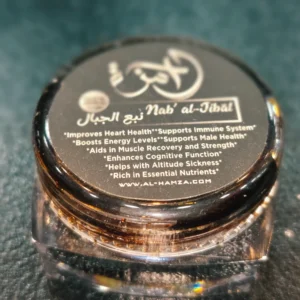 نبع الجبال Nab' al-Jibal
*Improves Heart Health**Supports Immune System*
*Boosts Energy Levels**Supports Male Health*
*Aids in Muscle Recovery and Strength*
*Enhances Cognitive Function*
*Helps with Altitude Sickness*
*Rich in Essential Nutrients*
WWW.AL-HAMZA.COM